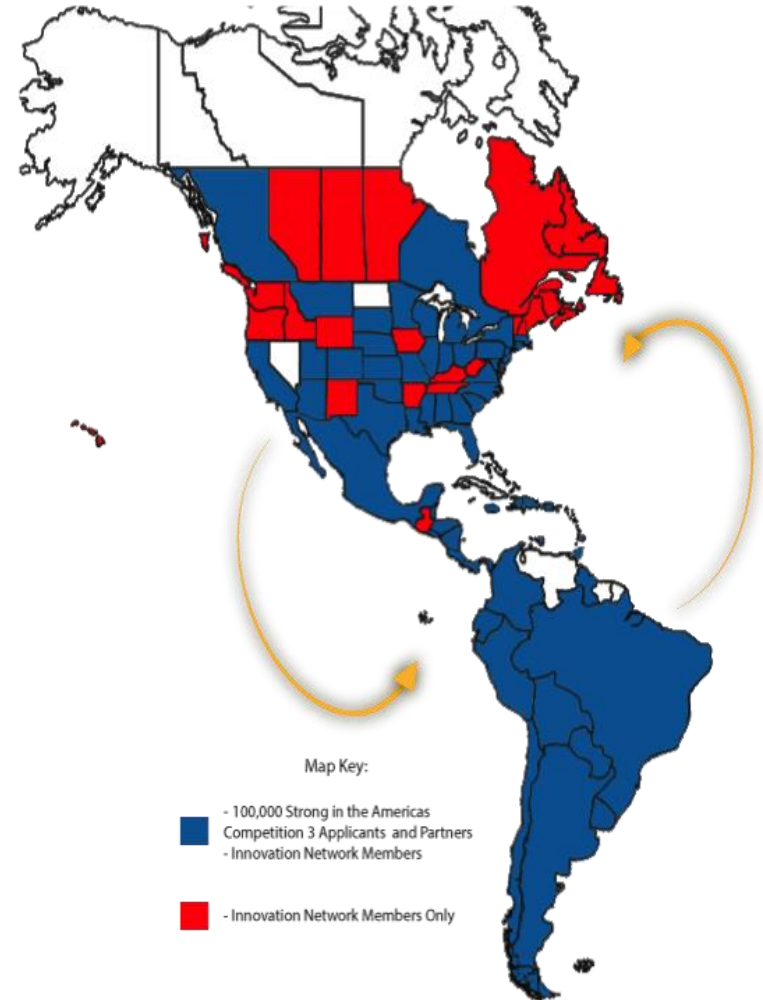 Map Key:
- 100,000 Strong in the Americas
Competition 3 Applicants and Partners
- Innovation Network Members
- Innovation Network Members Only